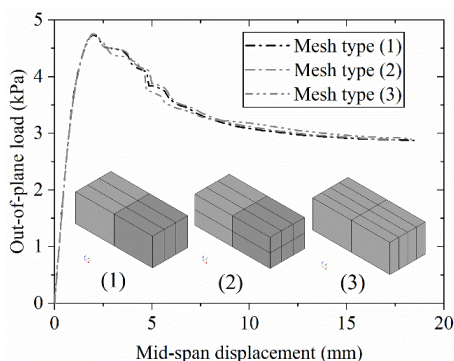 5
4
3
2
1
0
Out-of-plane load (kPa)
Mesh type (1)
Mesh type (2)
Mesh type (3)
(1)
(2)
(3)
0
5
10
15
20
Mid-span displacement (mm)